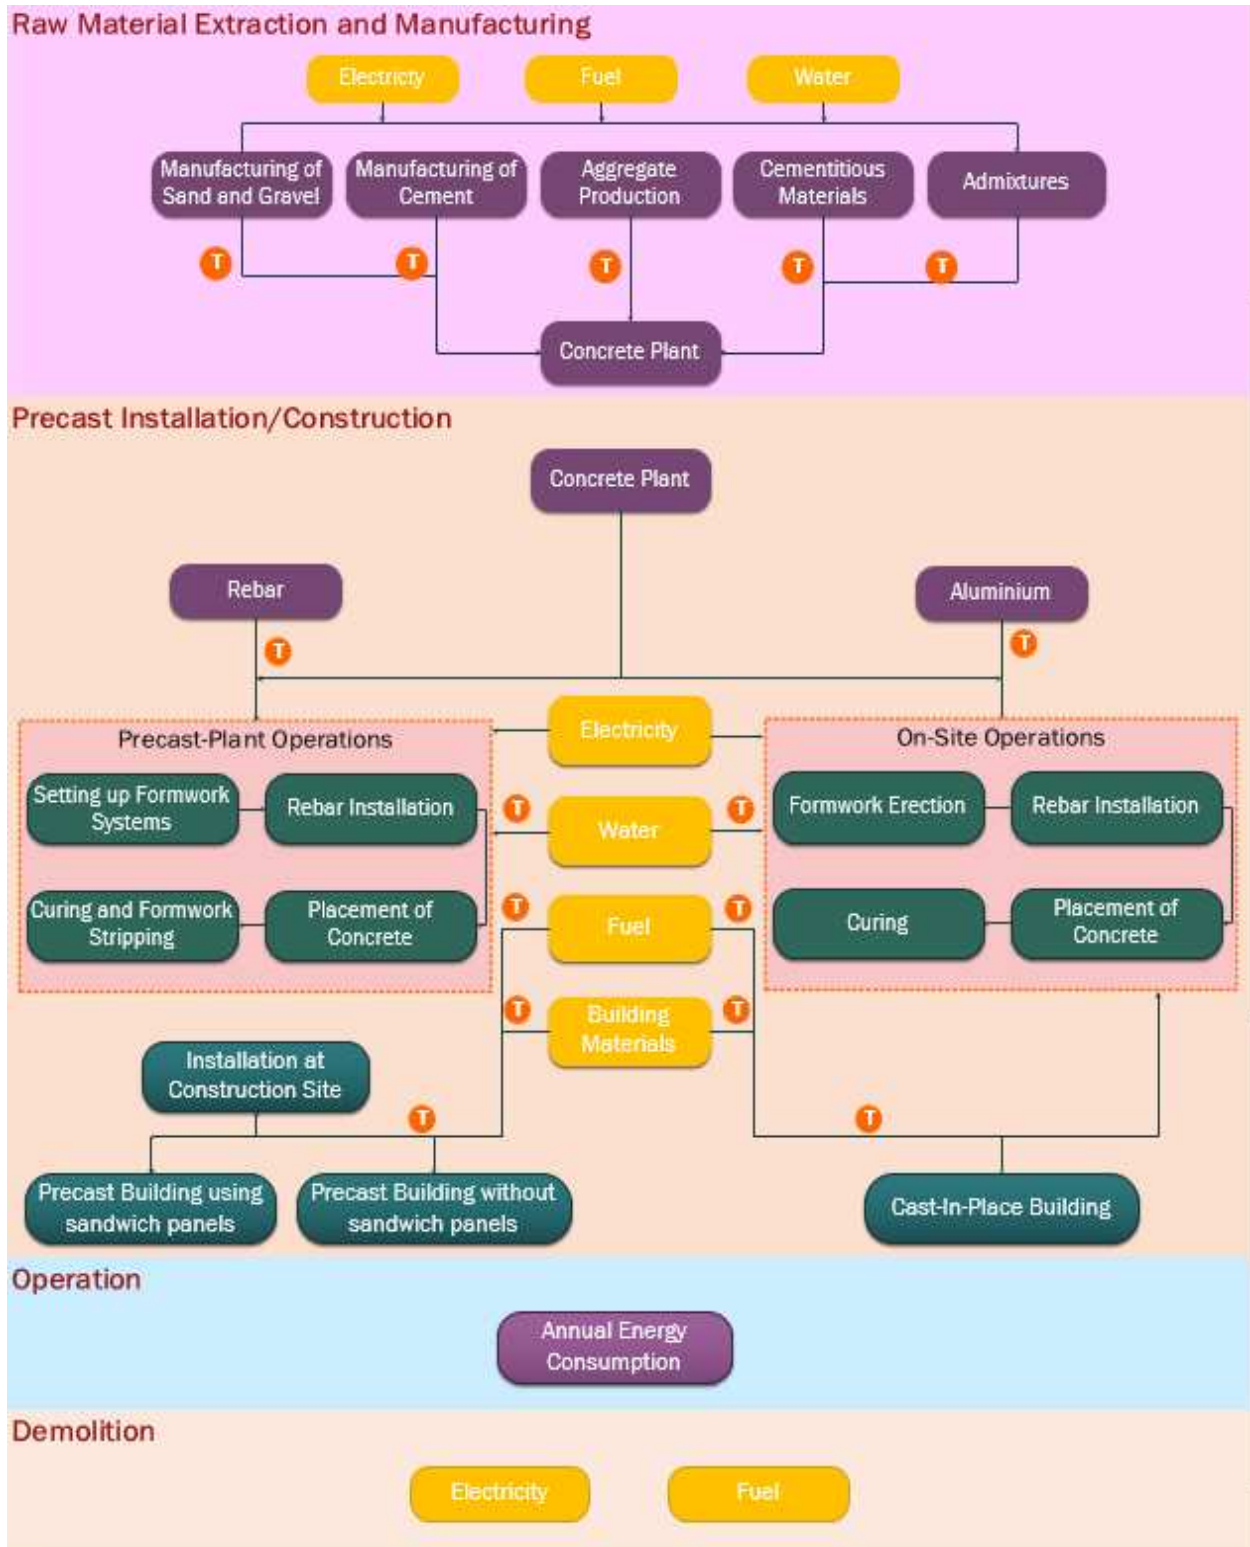 Raw Material Extraction and Manufacturing
Electricty
Fuel
Water
Manufacturing of
Sand and Gravel
Manufacturing of
Cement
Aggregate
Production
Cementitious
Materials
Admixtures
T
T
T
T
T
Concrete Plant
Precast Installation/Construction
Concrete Plant
Rebar
Aluminium
T
T
Electricity
Precast-Plant Operations
On-Site Operations
Setting up Formwork
Systems
Rebar Installation
T
Water
T
Formwork Erection
Rebar Installation
Curing and Formwork
Stripping
Placement of
Concrete
T
Fuel
T
Curing
Placement of
Concrete
T
Building
Materials
T
Installation at
Construction Site
T
T
Precast Building using
sandwich panels
Precast Building without
sandwich panels
Cast-In-Place Building
Operation
Annual Energy
Consumption
Demolition
Electricity
Fuel